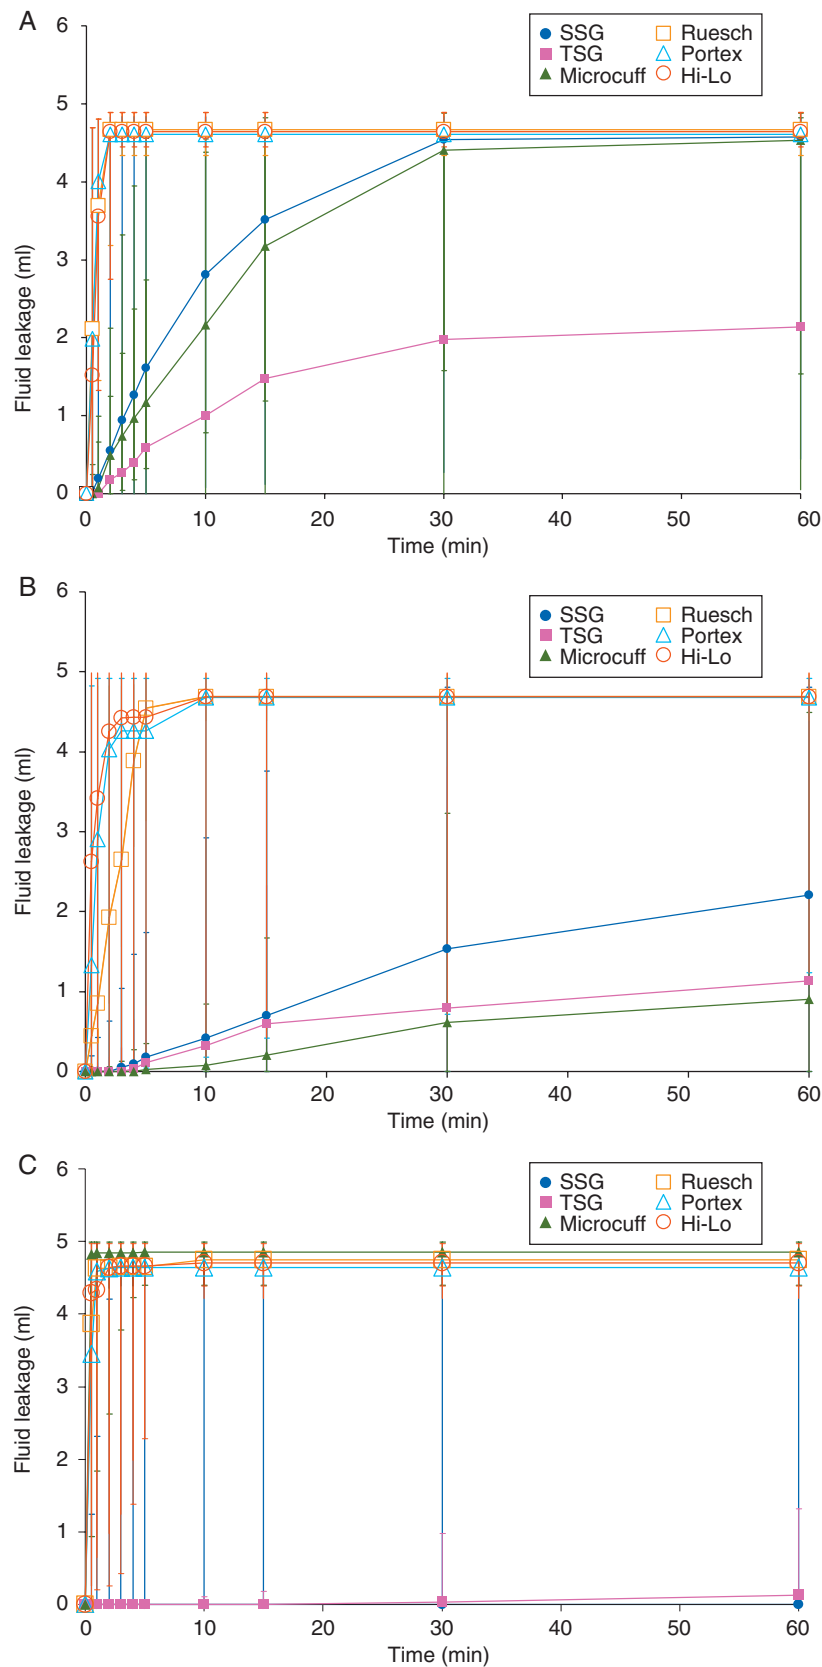 A
6
5
4
3
2
1
0
Fluid leakage (ml)
SSG
TSG
Microcuff
Ruesch
Portex
Hi-Lo
0 10 20 30 40 50 60
Time (min)
B
6
5
4
3
2
1
0
Fluid leakage (ml)
SSG
TSG
Microcuff
Ruesch
Portex
Hi-Lo
0 10 20 30 40 50 60
Time (min)
C
6
5
4
3
2
1
0
Fluid leakage (ml)
SSG
TSG
Microcuff
Ruesch
Portex
Hi-Lo
0 10 20 30 40 50 60
Time (min)